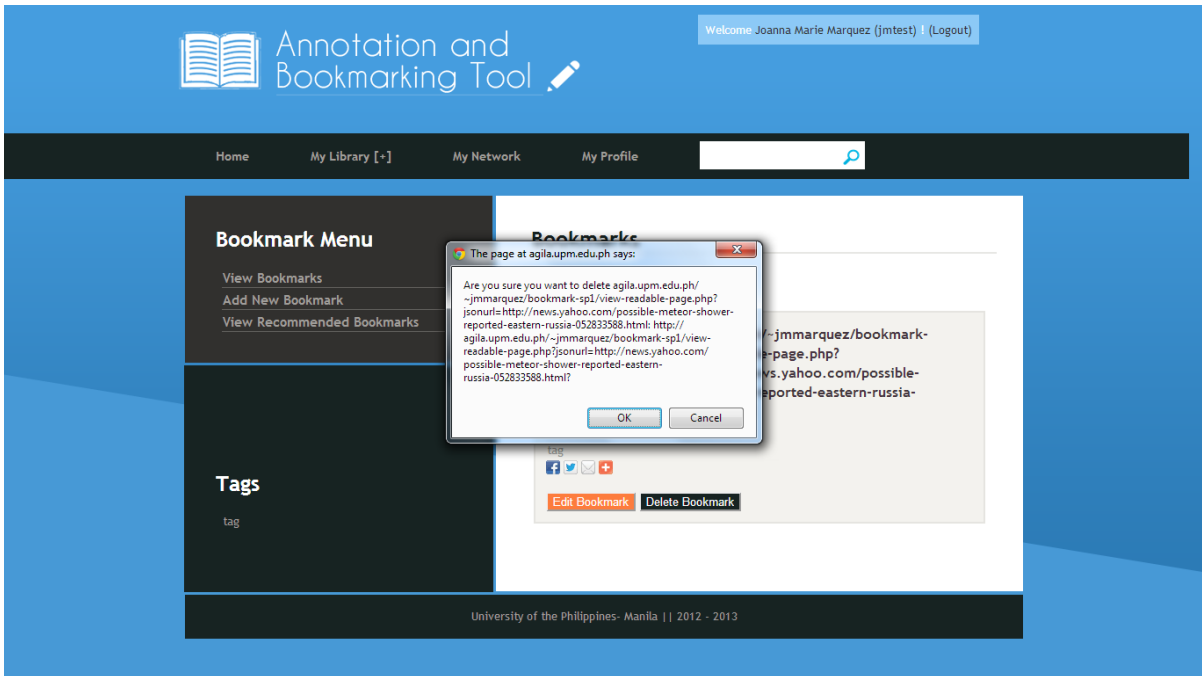 Annotation and
Bookmarking Tool
Welcome Joanna Marie Marquez (jmtest) ! (Logout)
Home My Library [+] My Network My Profile
Bookmark Menu
View Bookmarks
Add New Bookmark
View Recommended Bookmarks
Tags
tag
Bookmarks
The page at agila.upm.edu.ph says:
Are you sure you want to delete agila.upm.edu.ph/
~jmmarquez/bookmark-sp1/view-readable-page.php?
jsonurl=http://news.yahoo.com/possible-meteor-shower-
reported-eastern-russia-052833588.html: http://
agila.upm.edu.ph/~jmmarquez/bookmark-sp1/view-
readable-page.php?jsonurl=http://news.yahoo.com/
possible-meteor-shower-reported-eastern-
russia-052833588.html?
OK Cancel
/~jmmarquez/bookmark-
e-page.php?
ws.yahoo.com/possible-
eported-eastern-russia-
tag
Edit Bookmark Delete Bookmark
University of the Philippines- Manila || 2012 - 2013